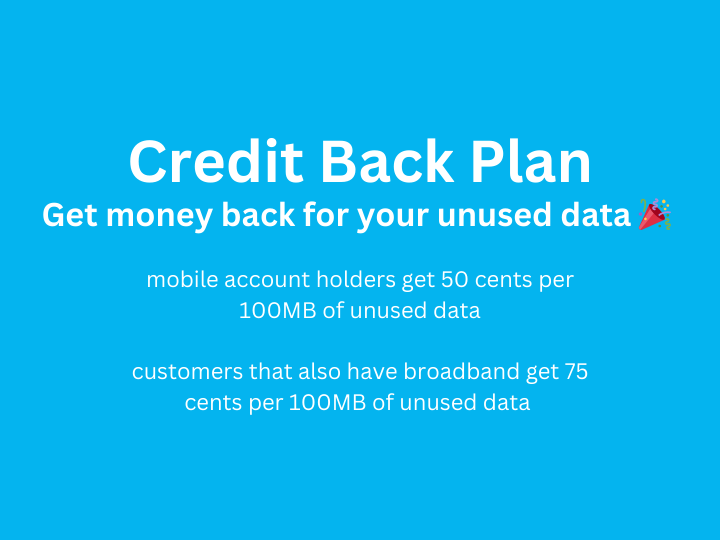 Credit Back Plan
Get money back for your unused data 🎉
mobile account holders get 50 cents per
100MB of unused data
customers that also have broadband get 75
cents per 100MB of unused data